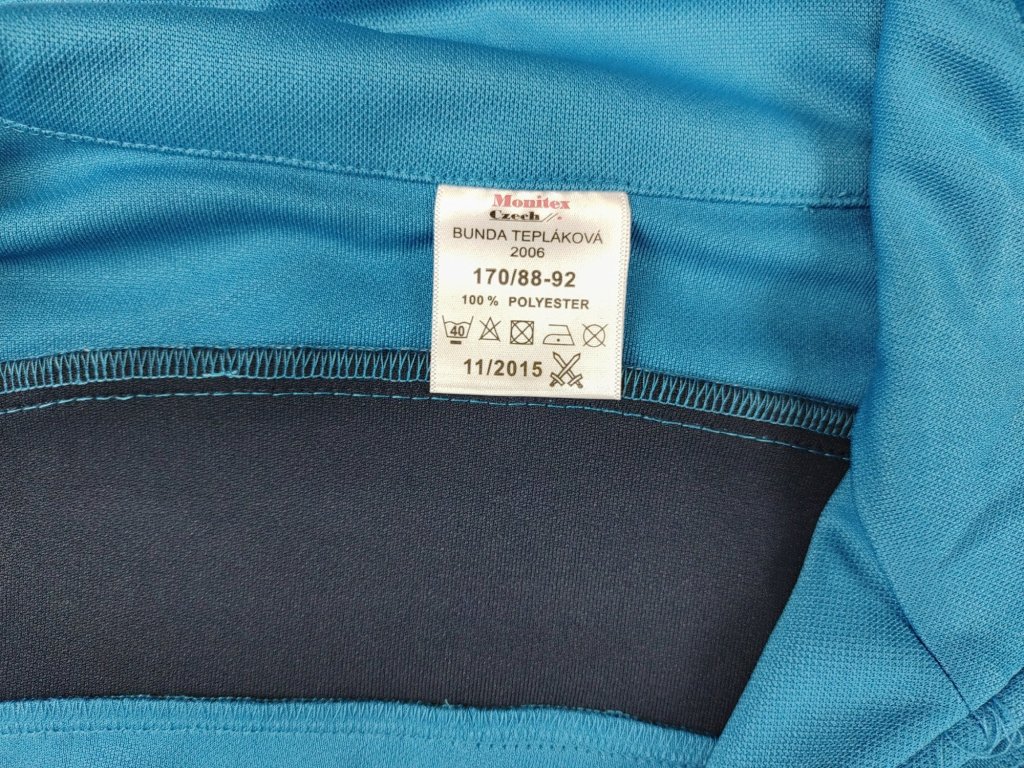 Monitex
Czech
BUNDA TEPLÁKOVÁ
2006
170/88-92
100 % POLYESTER
40
11/2015